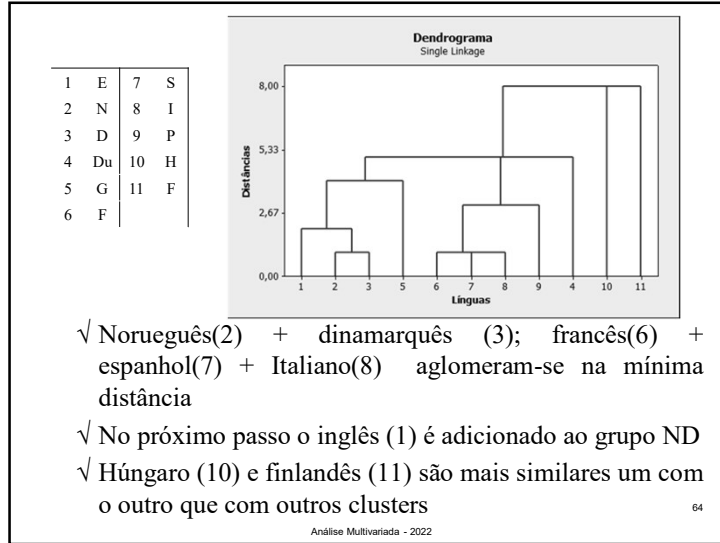 1 E 7 S
2 N 8 I
3 D 9 P
4 Du 10 H
5 G 11 F
6 F
Dendrograma
Single Linkage
Distâncias
8,00
5,33
2,67
0,00
1 2 3 5 6 7 8 9 4 10 11
Línguas
√ Norueguês(2) + dinamarquês (3); francês(6) +
espanhol(7) + Italiano(8) aglomeram-se na mínima
distância
√ No próximo passo o inglês (1) é adicionado ao grupo ND
√ Húngaro (10) e finlandês (11) são mais similares um com
o outro que com outros clusters
64
Análise Multivariada - 2022